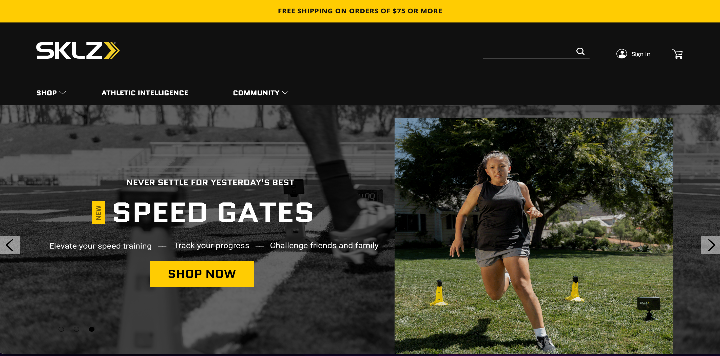 FREE SHIPPING ON ORDERS OF $75 OR MORE
SKLZ
Sign In
SHOP
ATHLETIC INTELLIGENCE
COMMUNITY
NEVER SETTLE FOR YESTERDAY'S BEST
NEW
SPEED GATES
Elevate your speed training — Track your progress — Challenge friends and family
SHOP NOW